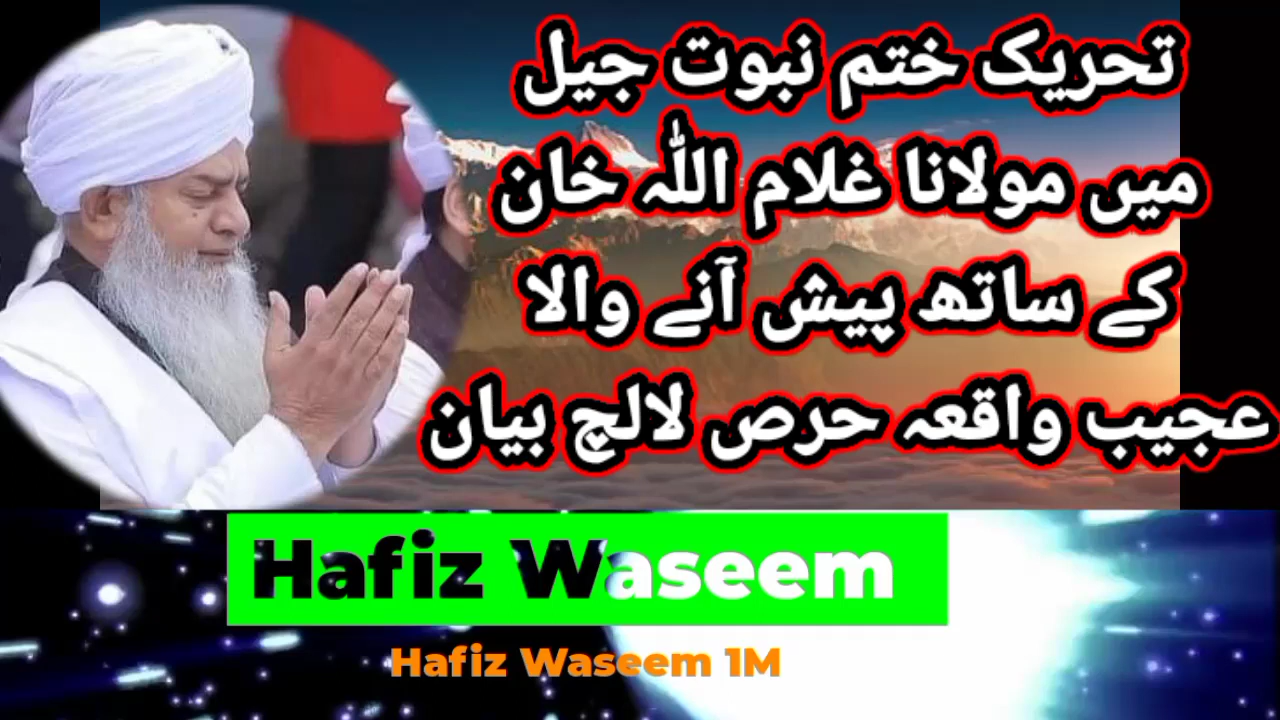 تحریک ختم نبوت جیل
میں مولانا غلام اللہ خان
کے ساتھ پیش آنے والا
عجیب واقعہ حرص لالچ بیان
Hafiz Waseem
Hafiz Waseem 1M